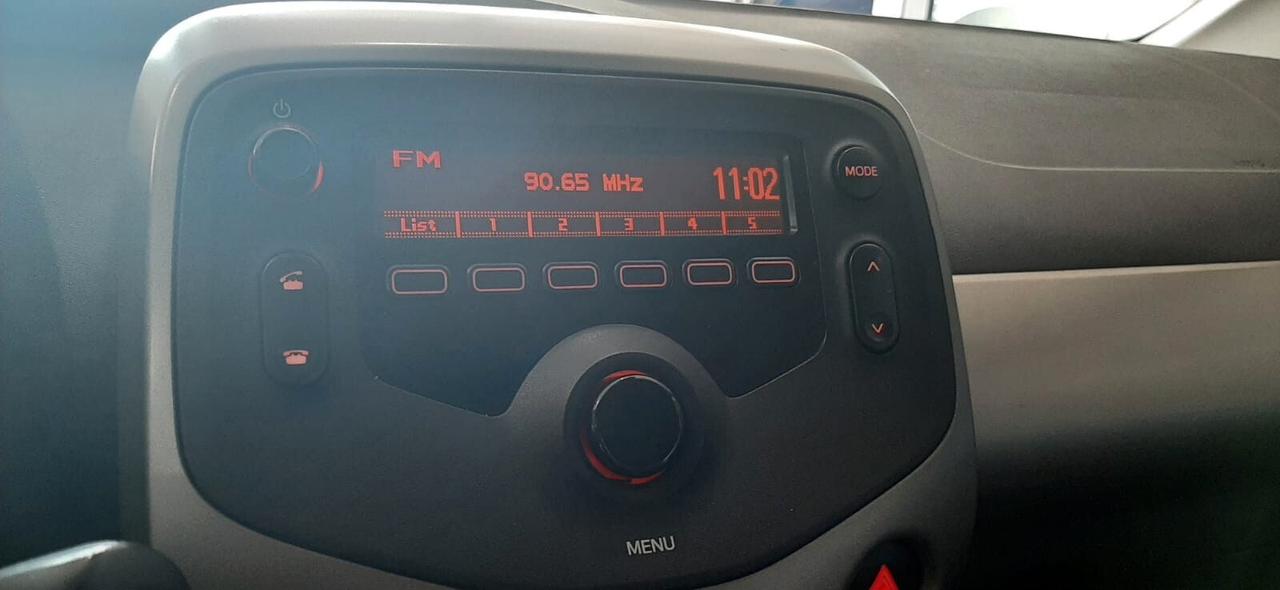 FM
90.65 MHz
11:02
MODE
List 1 2 3 4 5
MENU